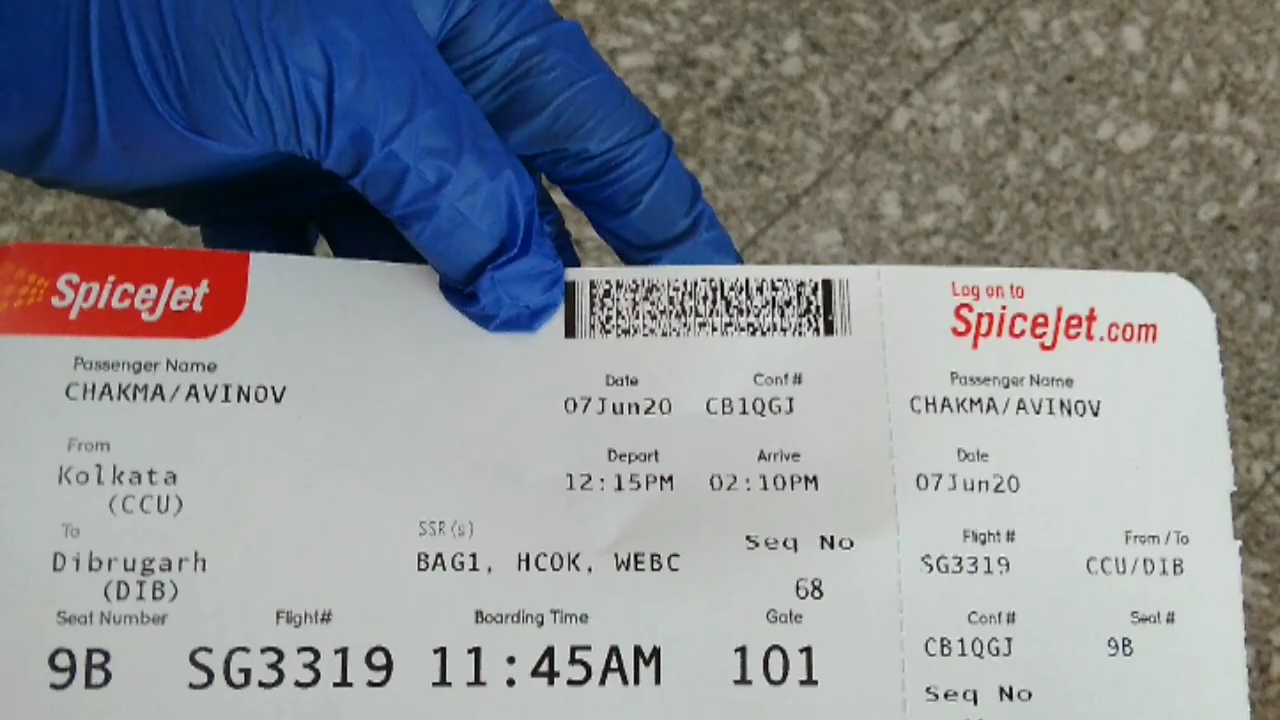 SpiceJet
Passenger Name
CHAKMA/AVINOV
From
Kolkata
(CCU)
To
Dibrugarh
(DIB)
Date Conf #
07Jun20 CB1QGJ
Depart Arrive
12:15PM 02:10PM
SSR(s)
BAG1, HCOK, WEBC
Seq No
68
Seat Number Flight# Boarding Time Gate
9B SG3319 11:45AM 101
Log on to
SpiceJet.com
Passenger Name
CHAKMA/AVINOV
Date
07Jun20
Flight # From / To
SG3319 CCU/DIB
Conf # Seat #
CB1QGJ 9B
Seq No